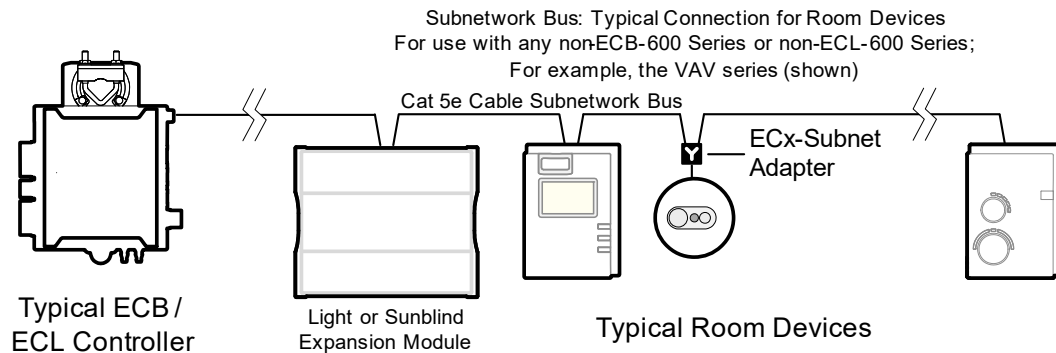 Subnetwork Bus: Typical Connection for Room Devices
For use with any non-ECB-600 Series or non-ECL-600 Series;
For example, the VAV series (shown)
Cat 5e Cable Subnetwork Bus
ECx-Subnet
Adapter
Typical ECB /
ECL Controller
Light or Sunblind
Expansion Module
Typical Room Devices